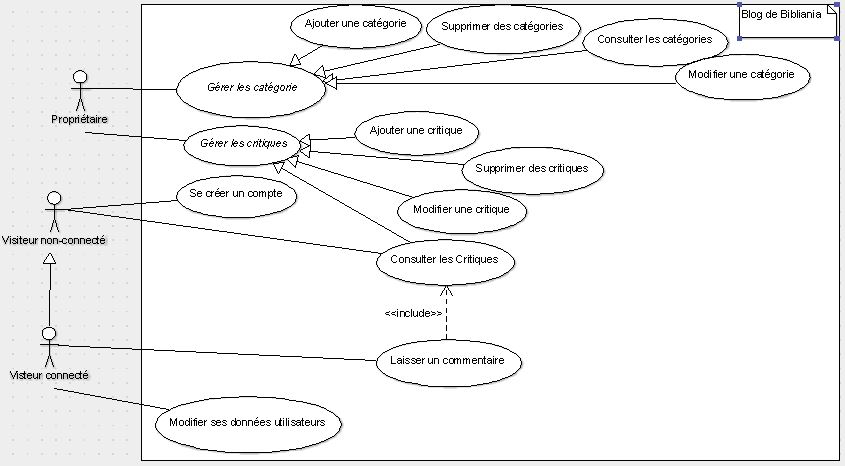 Ajouter une catégorie
Supprimer des catégories
Blog de Bibliania
Consulter les catégories
Modifier une catégorie
Gérer les catégorie
Propriétaire
Ajouter une critique
Gérer les critiques
Supprimer des critiques
Se créer un compte
Modifier une critique
Visiteur non-connecté
Consulter les Critiques
<<include>>
Laisser un commentaire
Visteur connecté
Modifier ses données utilisateurs